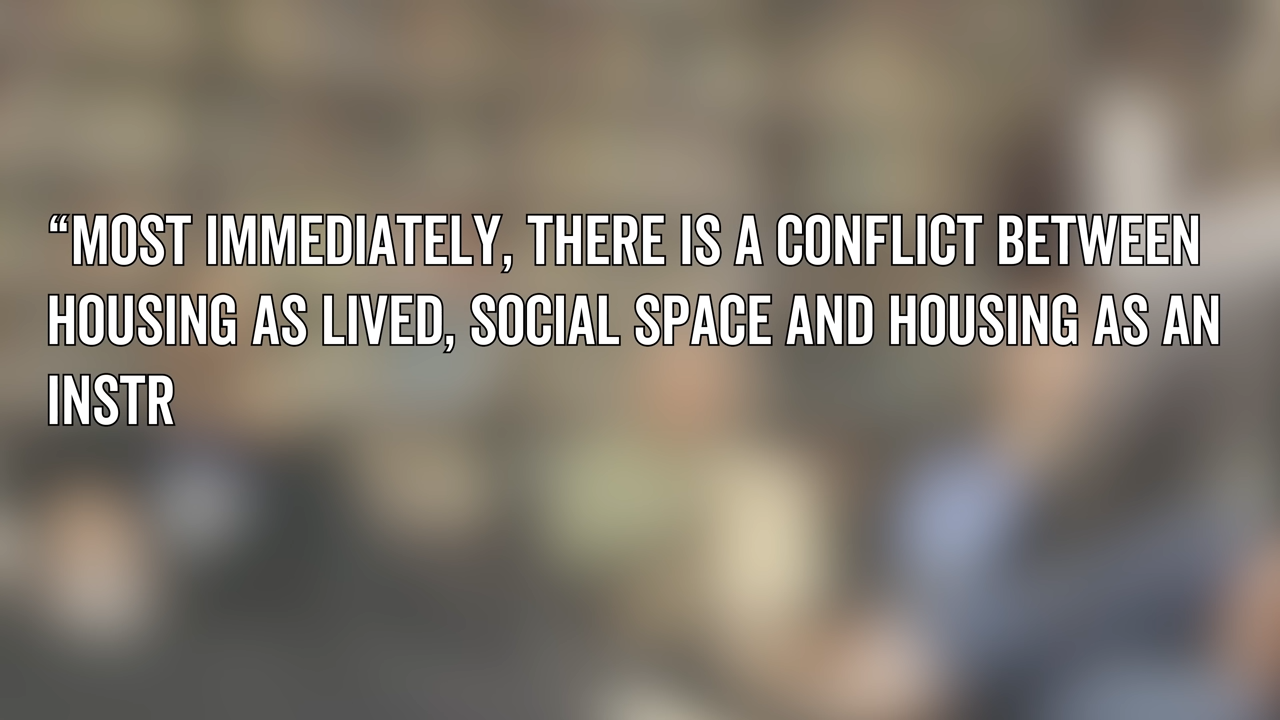 “MOST IMMEDIATELY, THERE IS A CONFLICT BETWEEN
HOUSING AS LIVED, SOCIAL SPACE AND HOUSING AS AN
INSTR